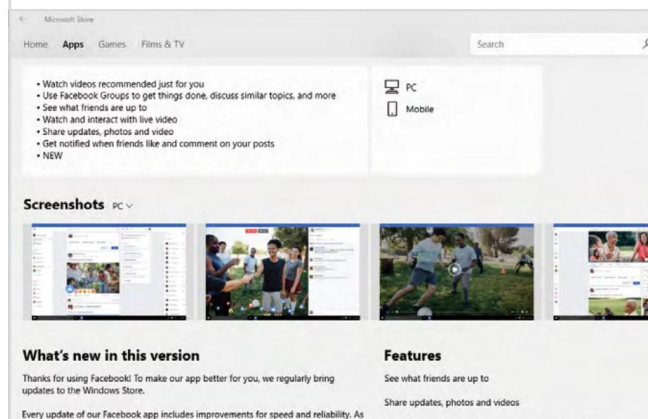 Microsoft Store
Home Apps Games Films & TV Search
• Watch videos recommended just for you
• Use Facebook Groups to get things done, discuss similar topics, and more
• See what friends are up to
• Watch and interact with live video
• Share updates, photos and video
• Get notified when friends like and comment on your posts
• NEW
PC
Mobile
Screenshots PC
What's new in this version
Thanks for using Facebook! To make our app better for you, we regularly bring
updates to the Windows Store.
Every update of our Facebook app includes improvements for speed and reliability. As
Features
See what friends are up to
Share updates, photos and videos